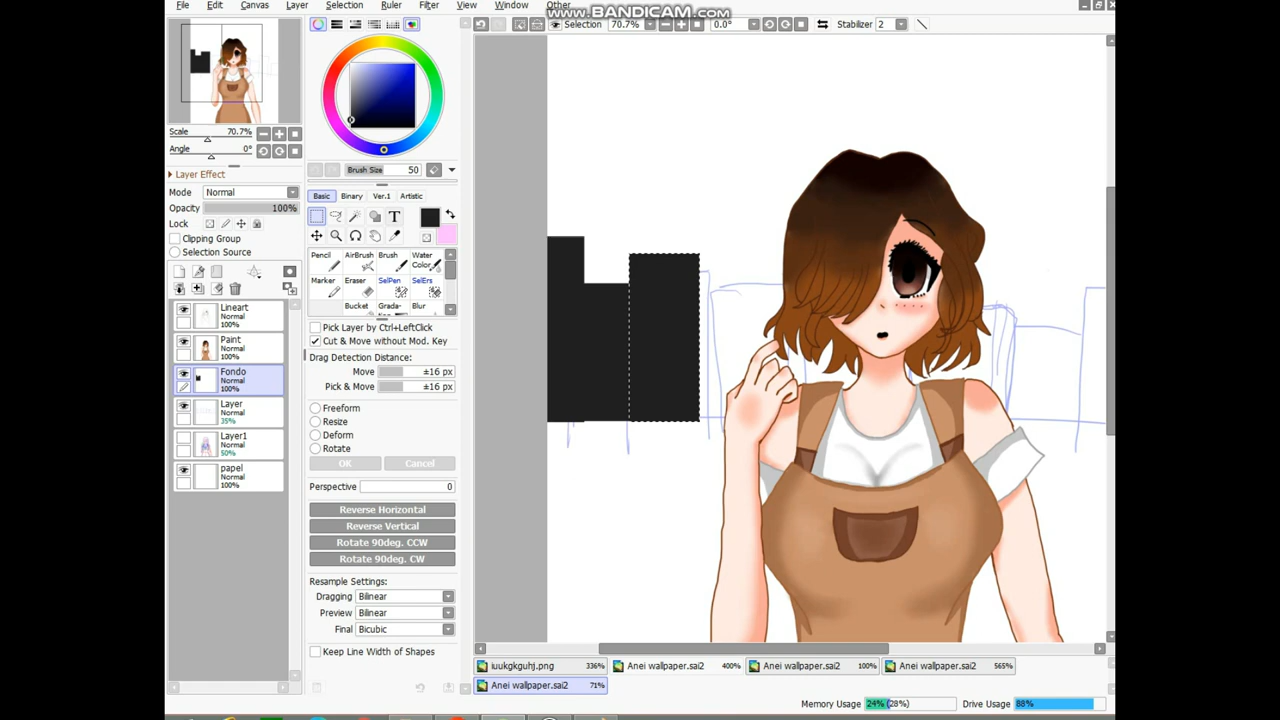 File Edit Canvas Layer Selection Ruler Filter View Window Other
www.BANDICAM.com
Selection 70.7% 0.0° Stabilizer 2
Scale 70.7%
Angle 0°
Layer Effect
Mode Normal
Opacity 100%
Lock
Clipping Group
Selection Source
Lineart
Normal
100%
Paint
Normal
100%
Fondo
Normal
100%
Layer
Normal
35%
Layer1
Normal
50%
papel
Normal
100%
Brush Size 50
Basic Binary Ver.1 Artistic
T
Pencil AirBrush Brush Water Color
Marker Eraser SelPen SelErs
Bucket Grada- Blur
Pick Layer by Ctrl+LeftClick
Cut & Move without Mod. Key
Drag Detection Distance:
Move ±16 px
Pick & Move ±16 px
Freeform
Resize
Deform
Rotate
OK Cancel
Perspective 0
Reverse Horizontal
Reverse Vertical
Rotate 90deg. CCW
Rotate 90deg. CW
Resample Settings:
Dragging Bilinear
Preview Bilinear
Final Bicubic
Keep Line Width of Shapes
iuukgkguhj.png 336% Anei wallpaper.sai2 400% Anei wallpaper.sai2 100% Anei wallpaper.sai2 565%
Anei wallpaper.sai2 71%
Memory Usage 24% (28%) Drive Usage 88%